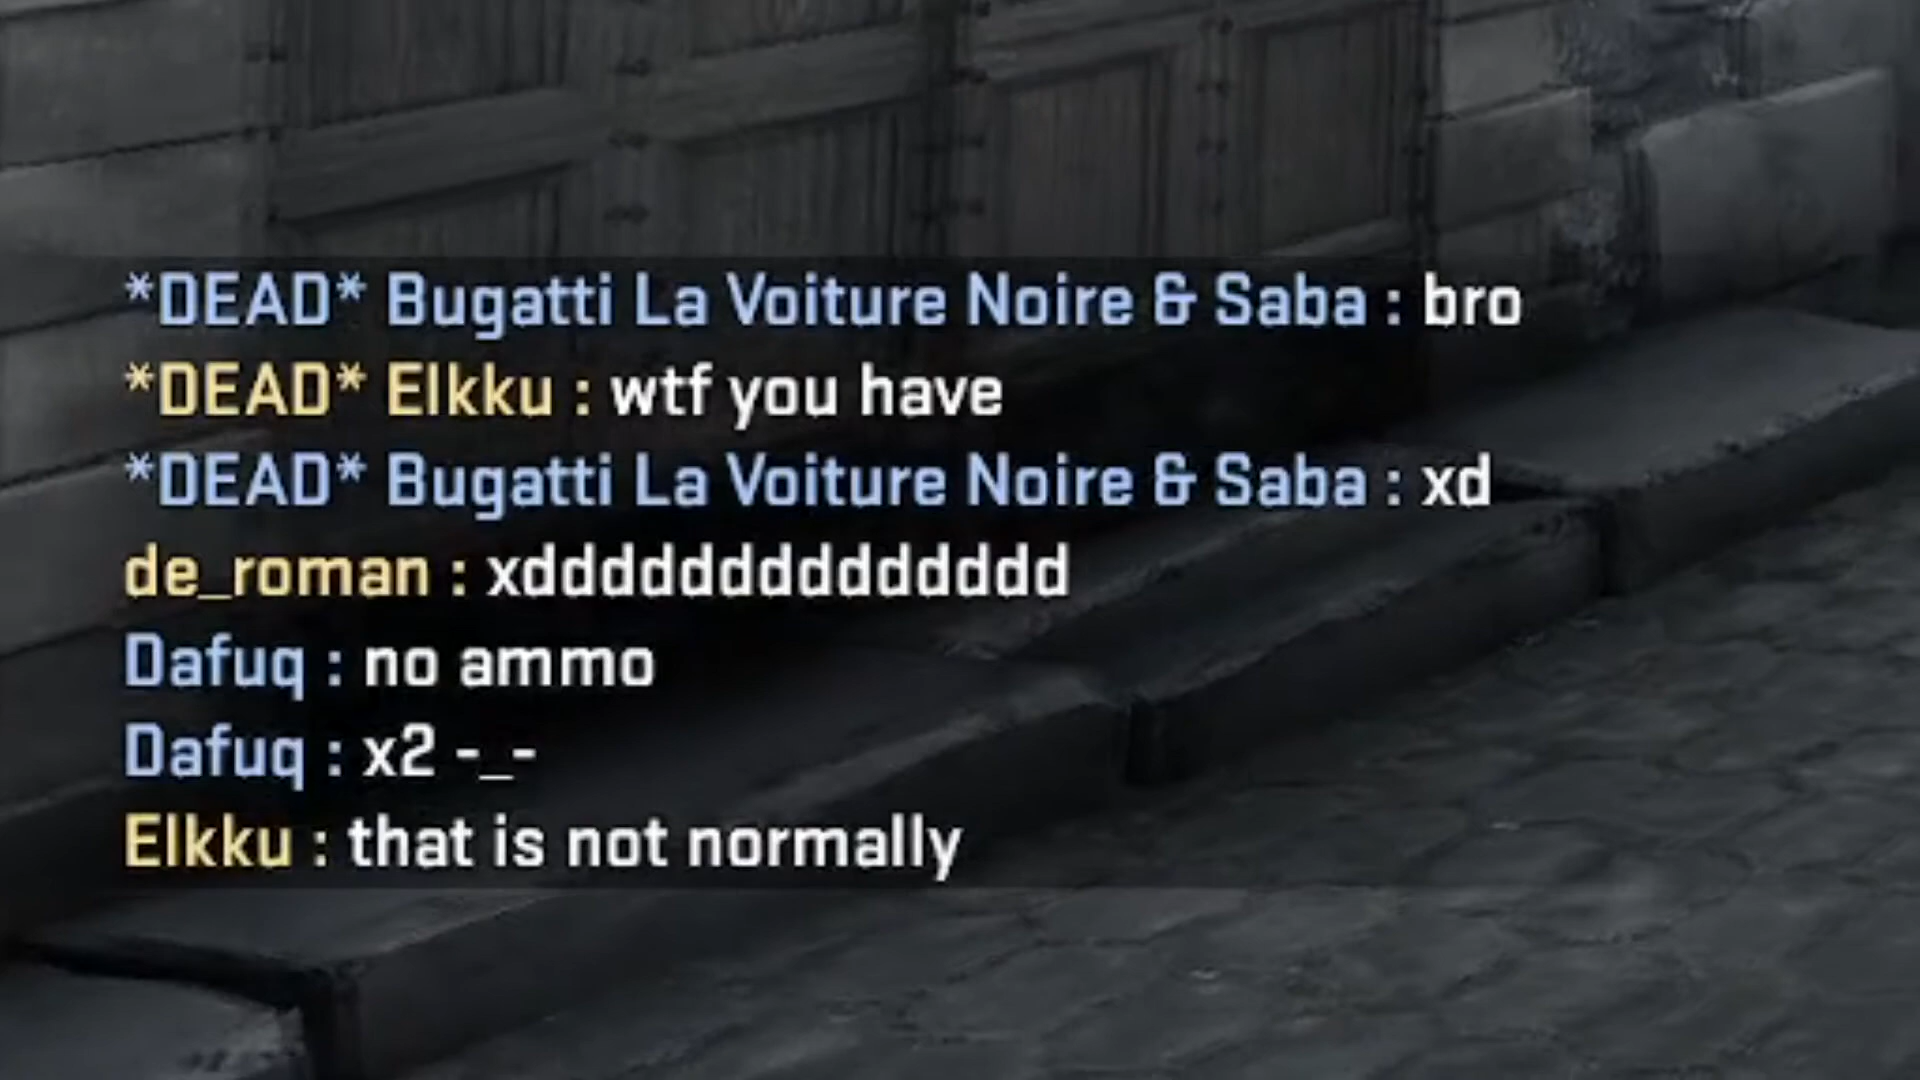 *DEAD* Bugatti La Voiture Noire & Saba : bro
*DEAD* Elkku : wtf you have
*DEAD* Bugatti La Voiture Noire & Saba : xd
de_roman : xddddddddddddddd
Dafuq : no ammo
Dafuq : x2 -_-
Elkku : that is not normally